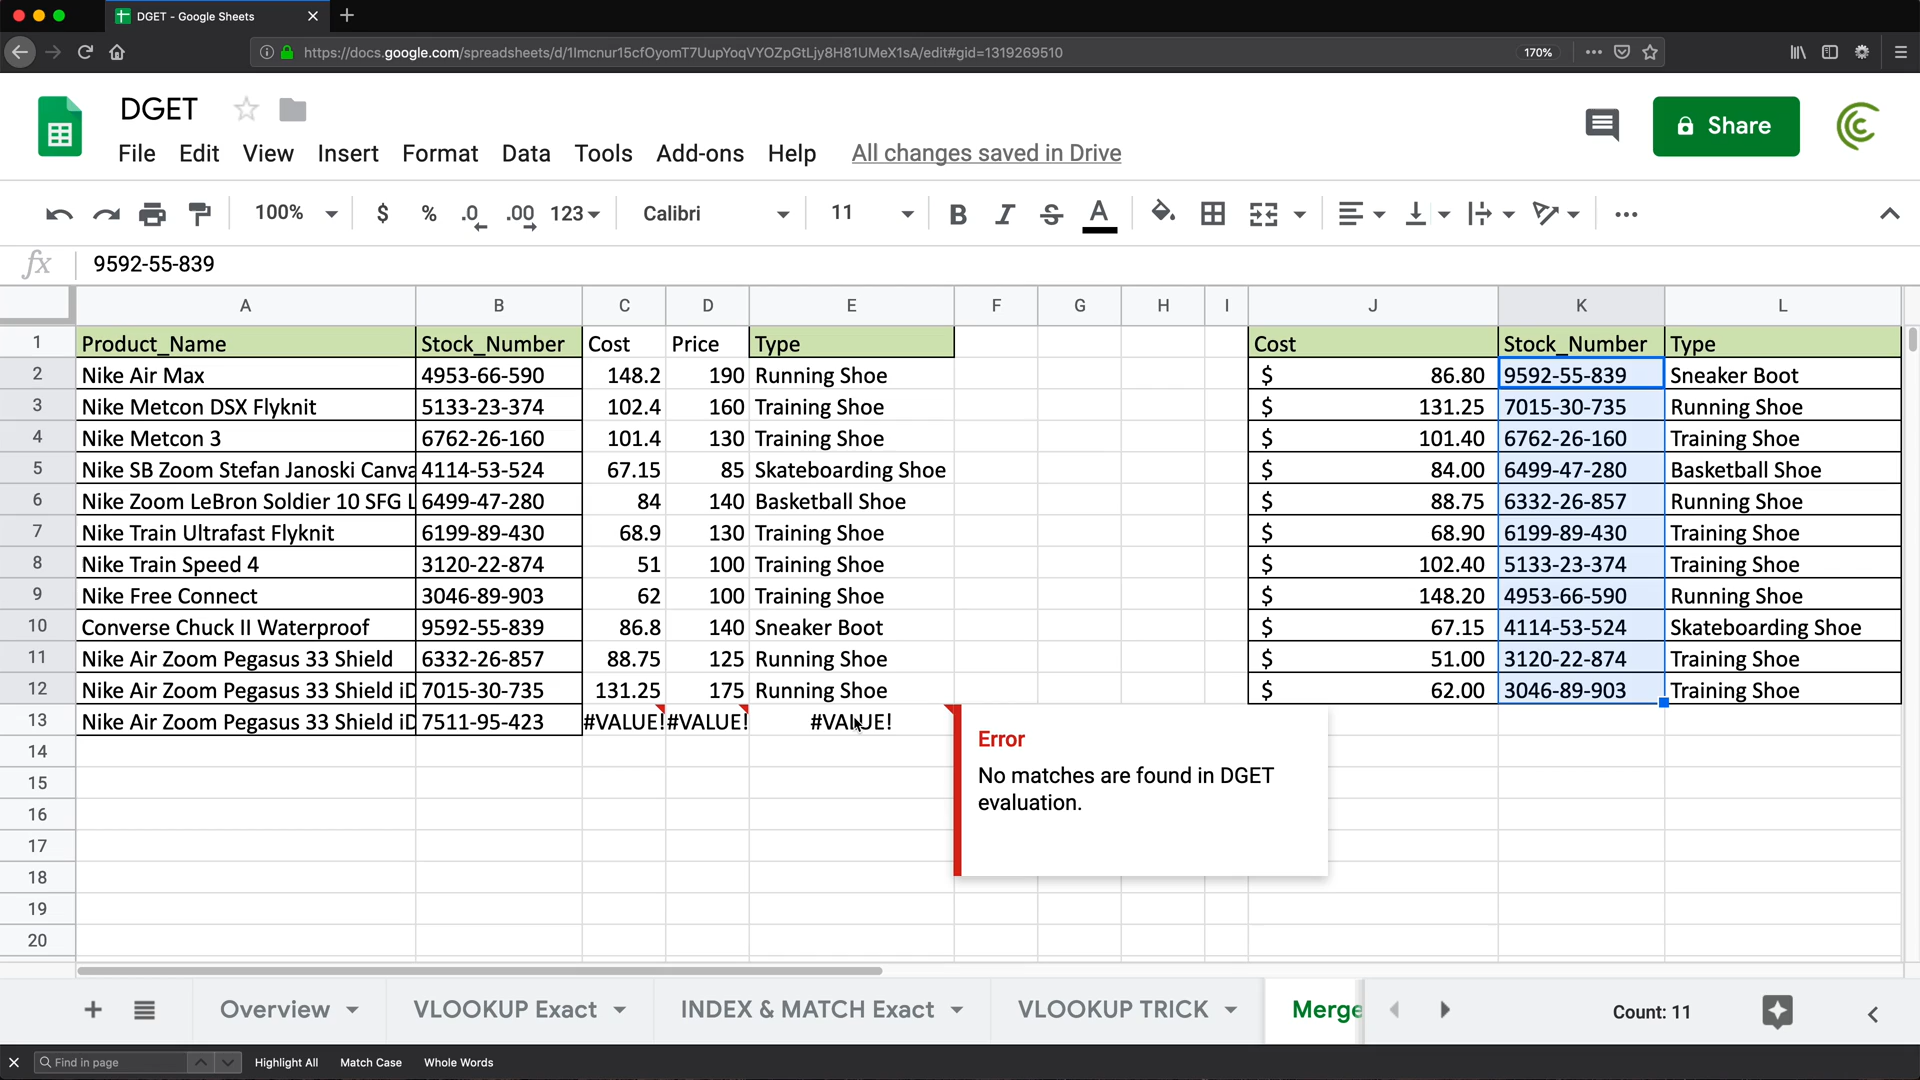 DGET - Google Sheets
https://docs.google.com/spreadsheets/d/1Imcnur15cfOyomT7UupYoqVYOZpGtLjy8H81UMeX1sA/edit#gid=1319269510
170%
DGET
File Edit View Insert Format Data Tools Add-ons Help All changes saved in Drive
Share
100% $ % .0 .00 123 Calibri 11 B I S A
fx 9592-55-839
A B C D E F G H I J K L
1 Product_Name Stock_Number Cost Price Type Cost Stock_Number Type
2 Nike Air Max 4953-66-590 148.2 190 Running Shoe $ 86.80 9592-55-839 Sneaker Boot
3 Nike Metcon DSX Flyknit 5133-23-374 102.4 160 Training Shoe $ 131.25 7015-30-735 Running Shoe
4 Nike Metcon 3 6762-26-160 101.4 130 Training Shoe $ 101.40 6762-26-160 Training Shoe
5 Nike SB Zoom Stefan Janoski Canva 4114-53-524 67.15 85 Skateboarding Shoe $ 84.00 6499-47-280 Basketball Shoe
6 Nike Zoom LeBron Soldier 10 SFG L 6499-47-280 84 140 Basketball Shoe $ 88.75 6332-26-857 Running Shoe
7 Nike Train Ultrafast Flyknit 6199-89-430 68.9 130 Training Shoe $ 68.90 6199-89-430 Training Shoe
8 Nike Train Speed 4 3120-22-874 51 100 Training Shoe $ 102.40 5133-23-374 Training Shoe
9 Nike Free Connect 3046-89-903 62 100 Training Shoe $ 148.20 4953-66-590 Running Shoe
10 Converse Chuck II Waterproof 9592-55-839 86.8 140 Sneaker Boot $ 67.15 4114-53-524 Skateboarding Shoe
11 Nike Air Zoom Pegasus 33 Shield 6332-26-857 88.75 125 Running Shoe $ 51.00 3120-22-874 Training Shoe
12 Nike Air Zoom Pegasus 33 Shield iD 7015-30-735 131.25 175 Running Shoe $ 62.00 3046-89-903 Training Shoe
13 Nike Air Zoom Pegasus 33 Shield iD 7511-95-423 #VALUE! #VALUE! #VALUE!
Error
No matches are found in DGET
evaluation.
14
15
16
17
18
19
20
Overview VLOOKUP Exact INDEX & MATCH Exact VLOOKUP TRICK Merge Count: 11
Find in page Highlight All Match Case Whole Words